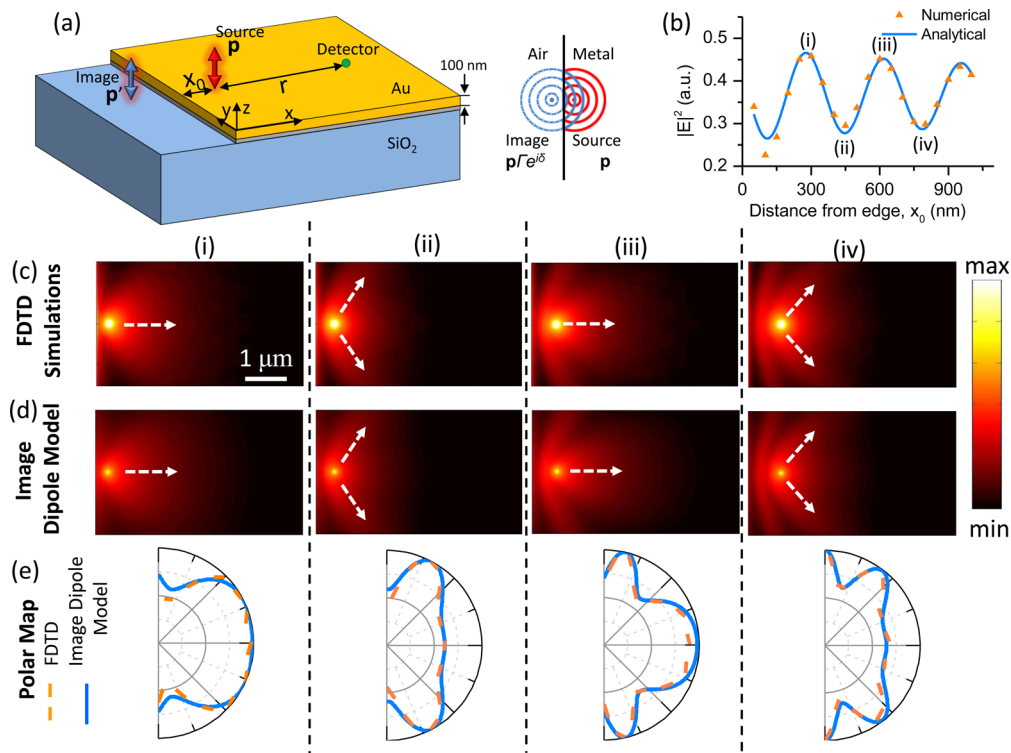 (a)
Source
p
Detector
Image
p’
x₀
r
100 nm
Au
y
z
x
SiO₂
Air
Metal
Image
Source
pΓe^{iδ}
p
(b)
Numerical
Analytical
(i)
(iii)
(ii)
(iv)
0.5
0.4
0.3
0.2
|E|² (a.u.)
0
300
600
900
Distance from edge, x₀ (nm)
(i)
(ii)
(iii)
(iv)
(c)
FDTD
Simulations
1 μm
max
min
(d)
Image
Dipole Model
(e)
Polar Map
FDTD
Image Dipole
Model